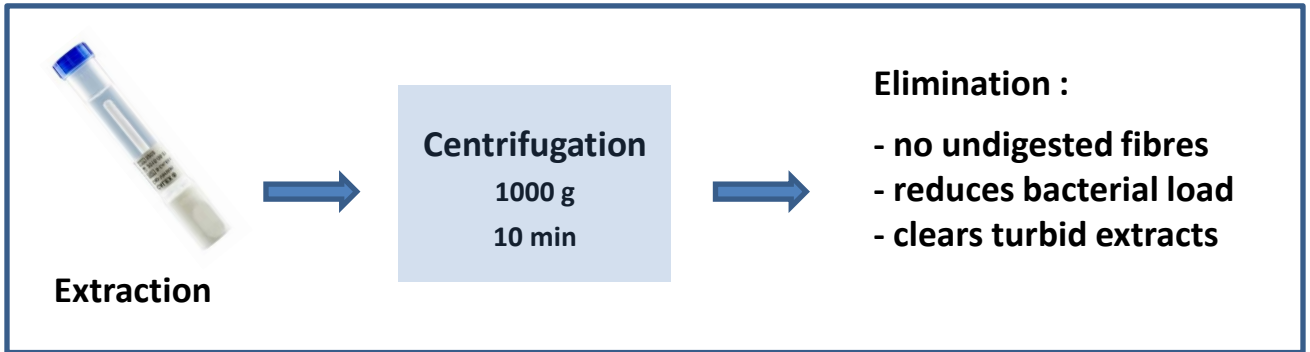 Extraction
Centrifugation
1000 g
10 min
Elimination :
- no undigested fibres
- reduces bacterial load
- clears turbid extracts